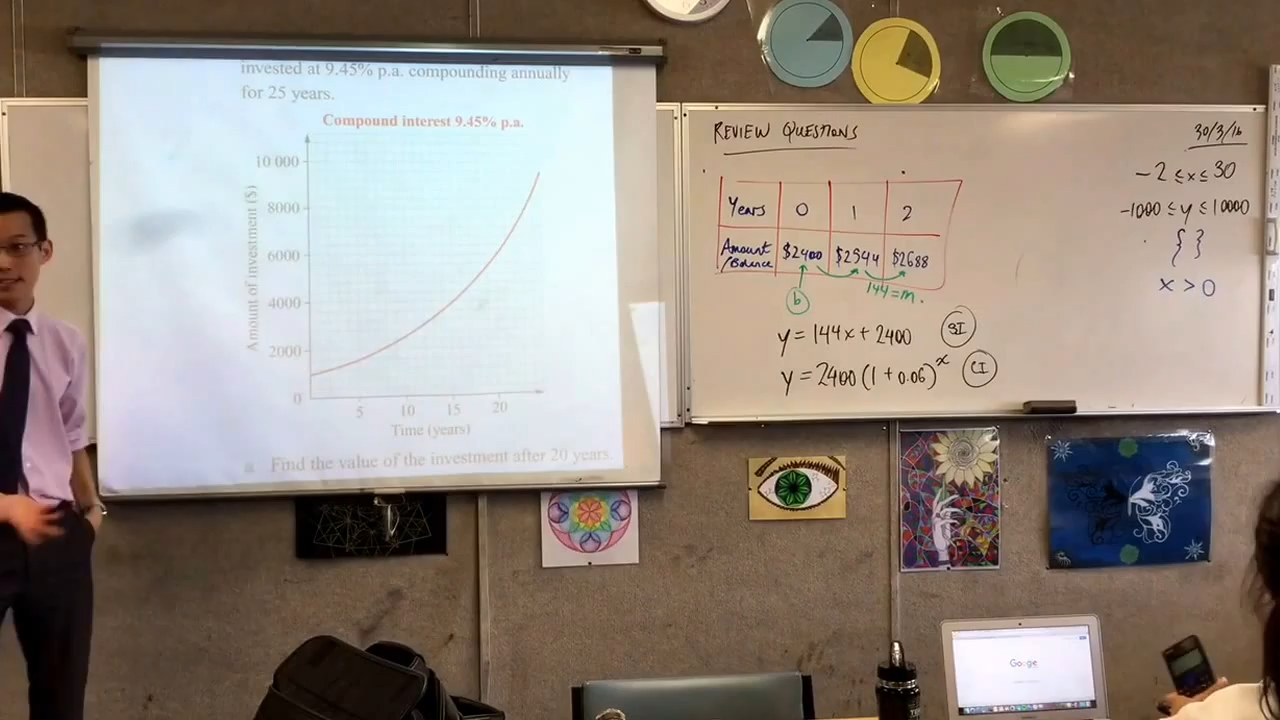 invested at 9.45% p.a. compounding annually
for 25 years.
Compound interest 9.45% p.a.
Amount of investment ($)
10 000
8000
6000
4000
2000
0
5 10 15 20
Time (years)
a Find the value of the investment after 20 years.
REVIEW QUESTIONS
Years 0 1 2
Amount /Balance $2400 $2544 $2688
b
144=m.
y = 144x + 2400 SI
y = 2400 (1 + 0.06)^x CI
30/3/16
-2 ≤ x ≤ 30
-1000 ≤ y ≤ 10000
{ }
x > 0
Google